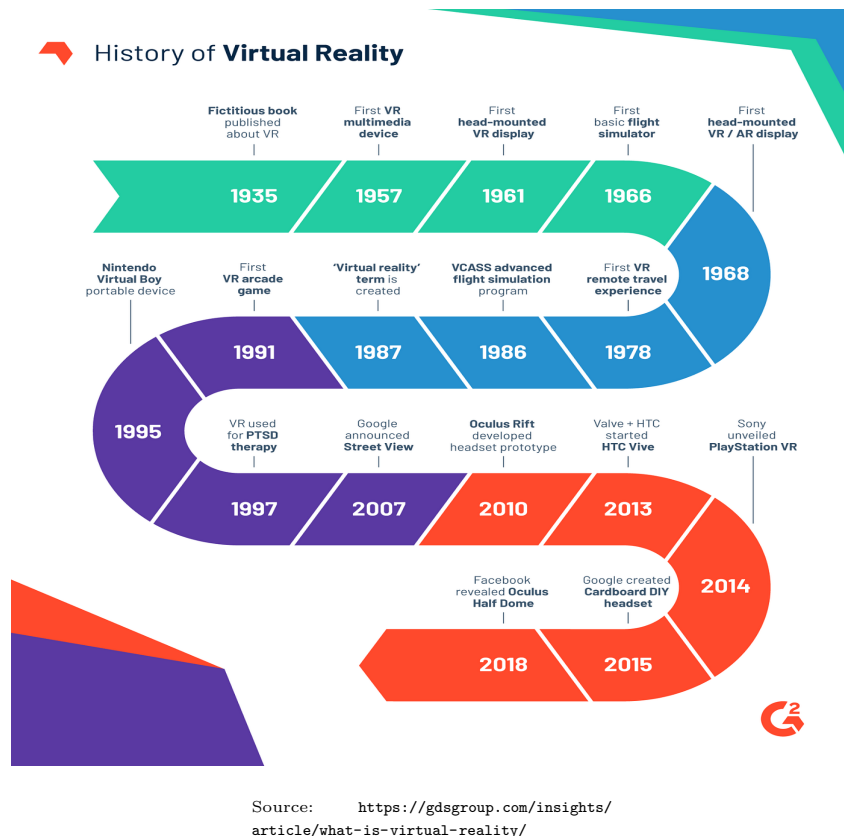 History of Virtual Reality
Fictitious book
published
about VR
First VR
multimedia
device
First
head-mounted
VR display
First
basic flight
simulator
First
head-mounted
VR / AR display
1935
1957
1961
1966
1968
Nintendo
Virtual Boy
portable device
First
VR arcade
game
'Virtual reality'
term is
created
VCASS advanced
flight simulation
program
First VR
remote travel
experience
1991
1987
1986
1978
1995
VR used
for PTSD
therapy
Google
announced
Street View
Oculus Rift
developed
headset prototype
Valve + HTC
started
HTC Vive
Sony
unveiled
PlayStation VR
1997
2007
2010
2013
2014
Facebook
revealed Oculus
Half Dome
Google created
Cardboard DIY
headset
2018
2015
G2
Source: https://gdsgroup.com/insights/
article/what-is-virtual-reality/